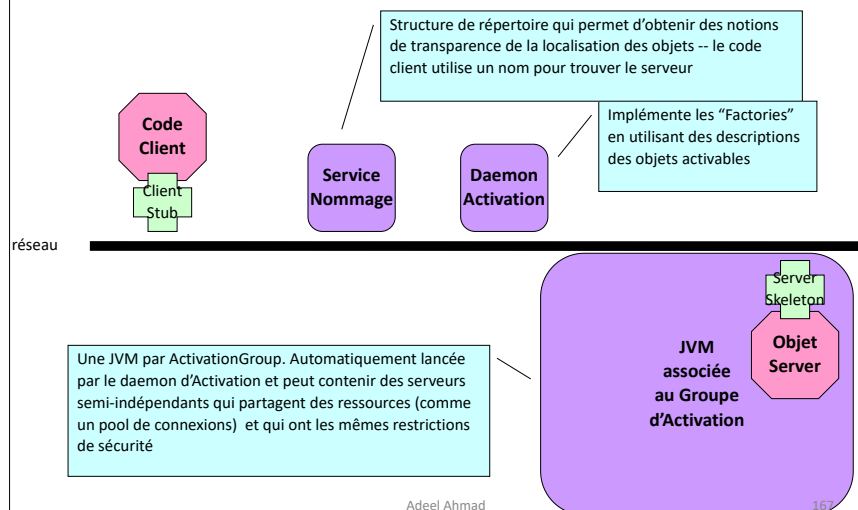 Structure de répertoire qui permet d'obtenir des notions
de transparence de la localisation des objets -- le code
client utilise un nom pour trouver le serveur
Implémente les "Factories"
en utilisant des descriptions
des objets activables
Code
Client
Client
Stub
Service
Nommage
Daemon
Activation
réseau
Server
Skeleton
Objet
Server
JVM
associée
au Groupe
d'Activation
Une JVM par ActivationGroup. Automatiquement lancée
par le daemon d'Activation et peut contenir des serveurs
semi-indépendants qui partagent des ressources (comme
un pool de connexions)  et qui ont les mêmes restrictions
de sécurité
Adeel Ahmad
167